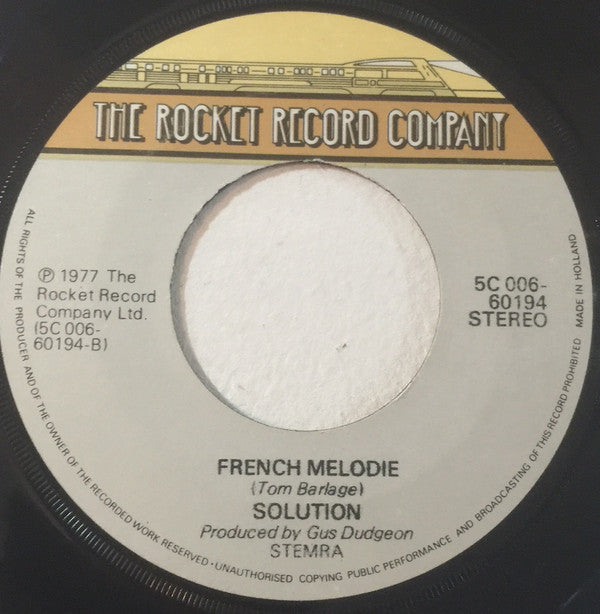 THE ROCKET RECORD COMPANY
℗ 1977 The
Rocket Record
Company Ltd.
(5C 006-
60194-B)
5C 006-
60194
STEREO
FRENCH MELODIE
(Tom Barlage)
SOLUTION
Produced by Gus Dudgeon
STEMRA
ALL RIGHTS OF THE PRODUCER AND OF THE OWNER OF THE RECORDED WORK RESERVED · UNAUTHORISED COPYING PUBLIC PERFORMANCE AND BROADCASTING OF THIS RECORD PROHIBITED MADE IN HOLLAND